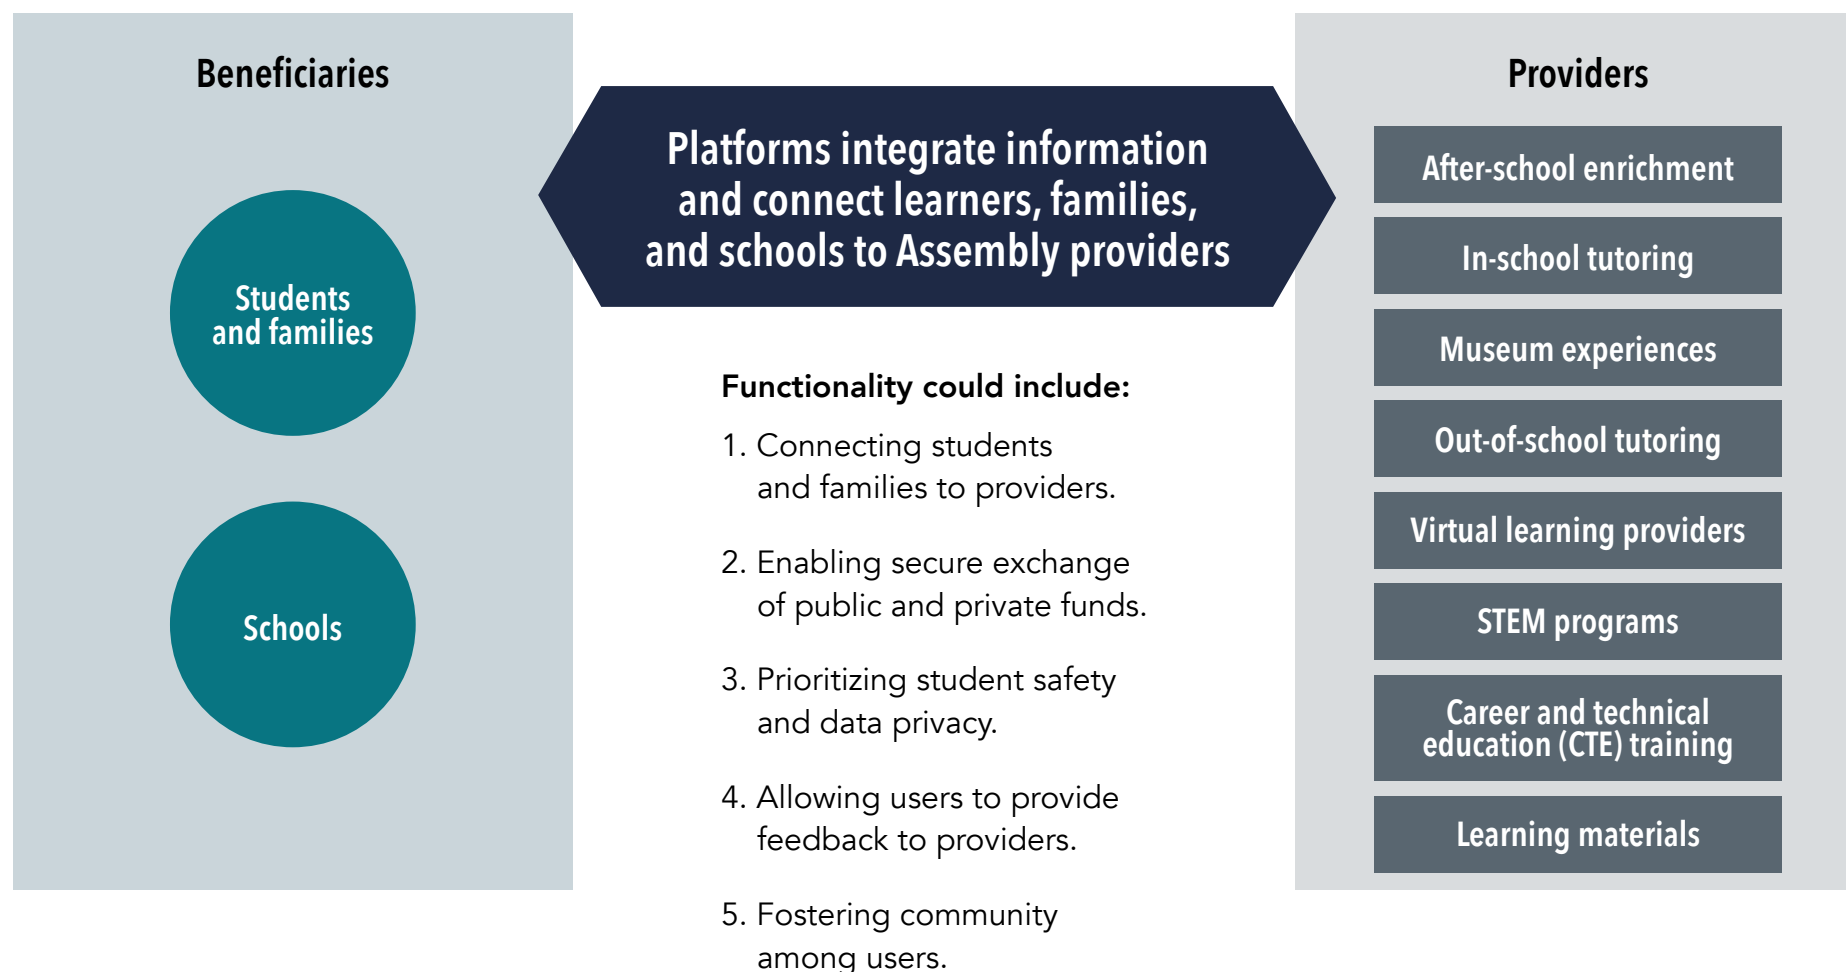 Beneficiaries
Students
and families
Schools
Platforms integrate information
and connect learners, families,
and schools to Assembly providers
Functionality could include:
1. Connecting students
and families to providers.
2. Enabling secure exchange
of public and private funds.
3. Prioritizing student safety
and data privacy.
4. Allowing users to provide
feedback to providers.
5. Fostering community
among users.
Providers
After-school enrichment
In-school tutoring
Museum experiences
Out-of-school tutoring
Virtual learning providers
STEM programs
Career and technical
education (CTE) training
Learning materials